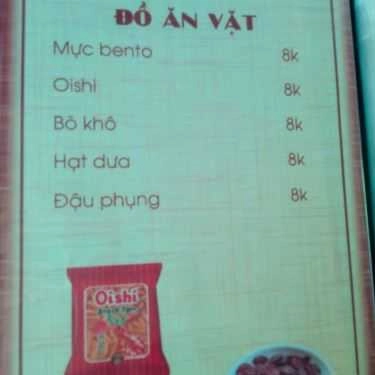 ĐỒ ĂN VẶT
Mực bento 8k
Oishi 8k
Bò khô 8k
Hạt dưa 8k
Đậu phụng 8k
Oishi